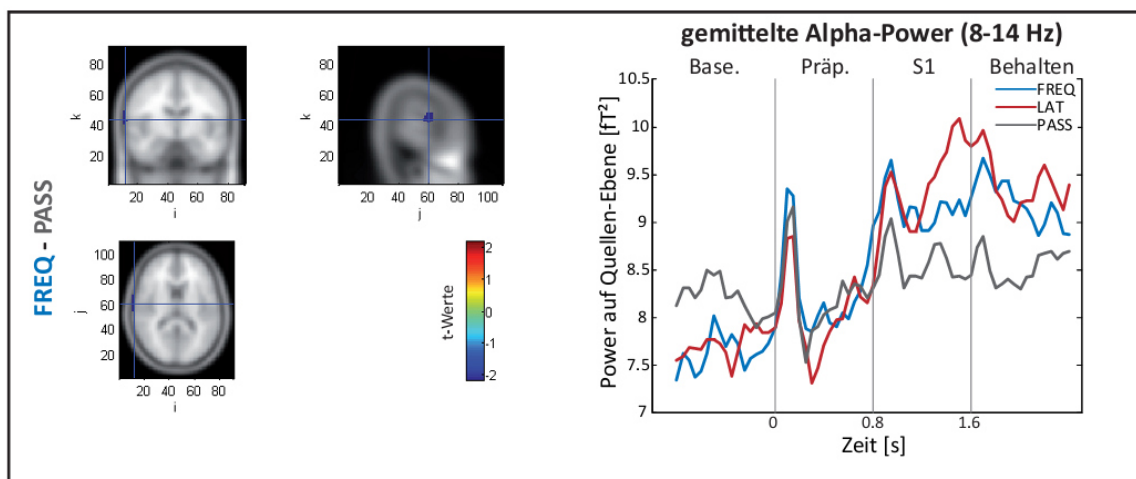 FREQ - PASS
80
60
k
40
20
20 40 60 80
i
80
60
k
40
20
20 40 60 80 100
j
100
80
j
60
40
20
20 40 60 80
i
2
1
0
-1
-2
t-Werte
gemittelte Alpha-Power (8-14 Hz)
Base. Präp. S1 Behalten
FREQ
LAT
PASS
10.5
10
9.5
9
8.5
8
7.5
7
Power auf Quellen-Ebene [fT²]
0 0.8 1.6
Zeit [s]